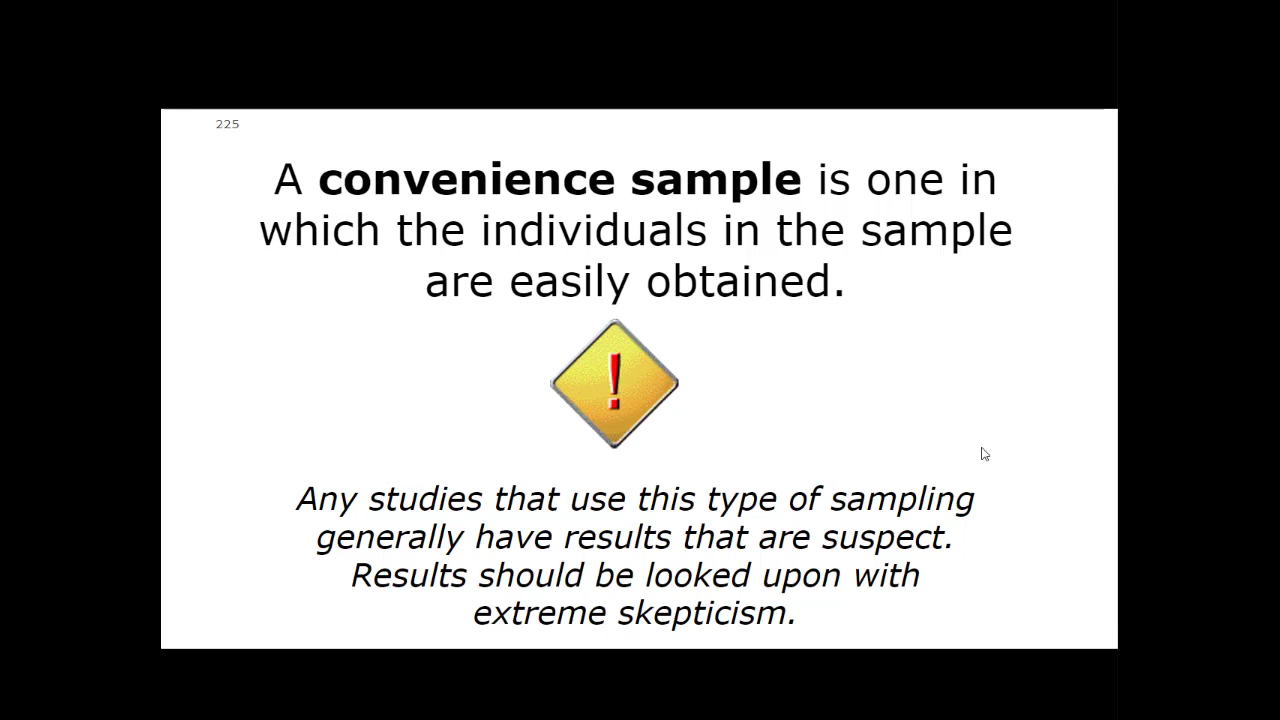 225
A convenience sample is one in
which the individuals in the sample
are easily obtained.
!
Any studies that use this type of sampling
generally have results that are suspect.
Results should be looked upon with
extreme skepticism.